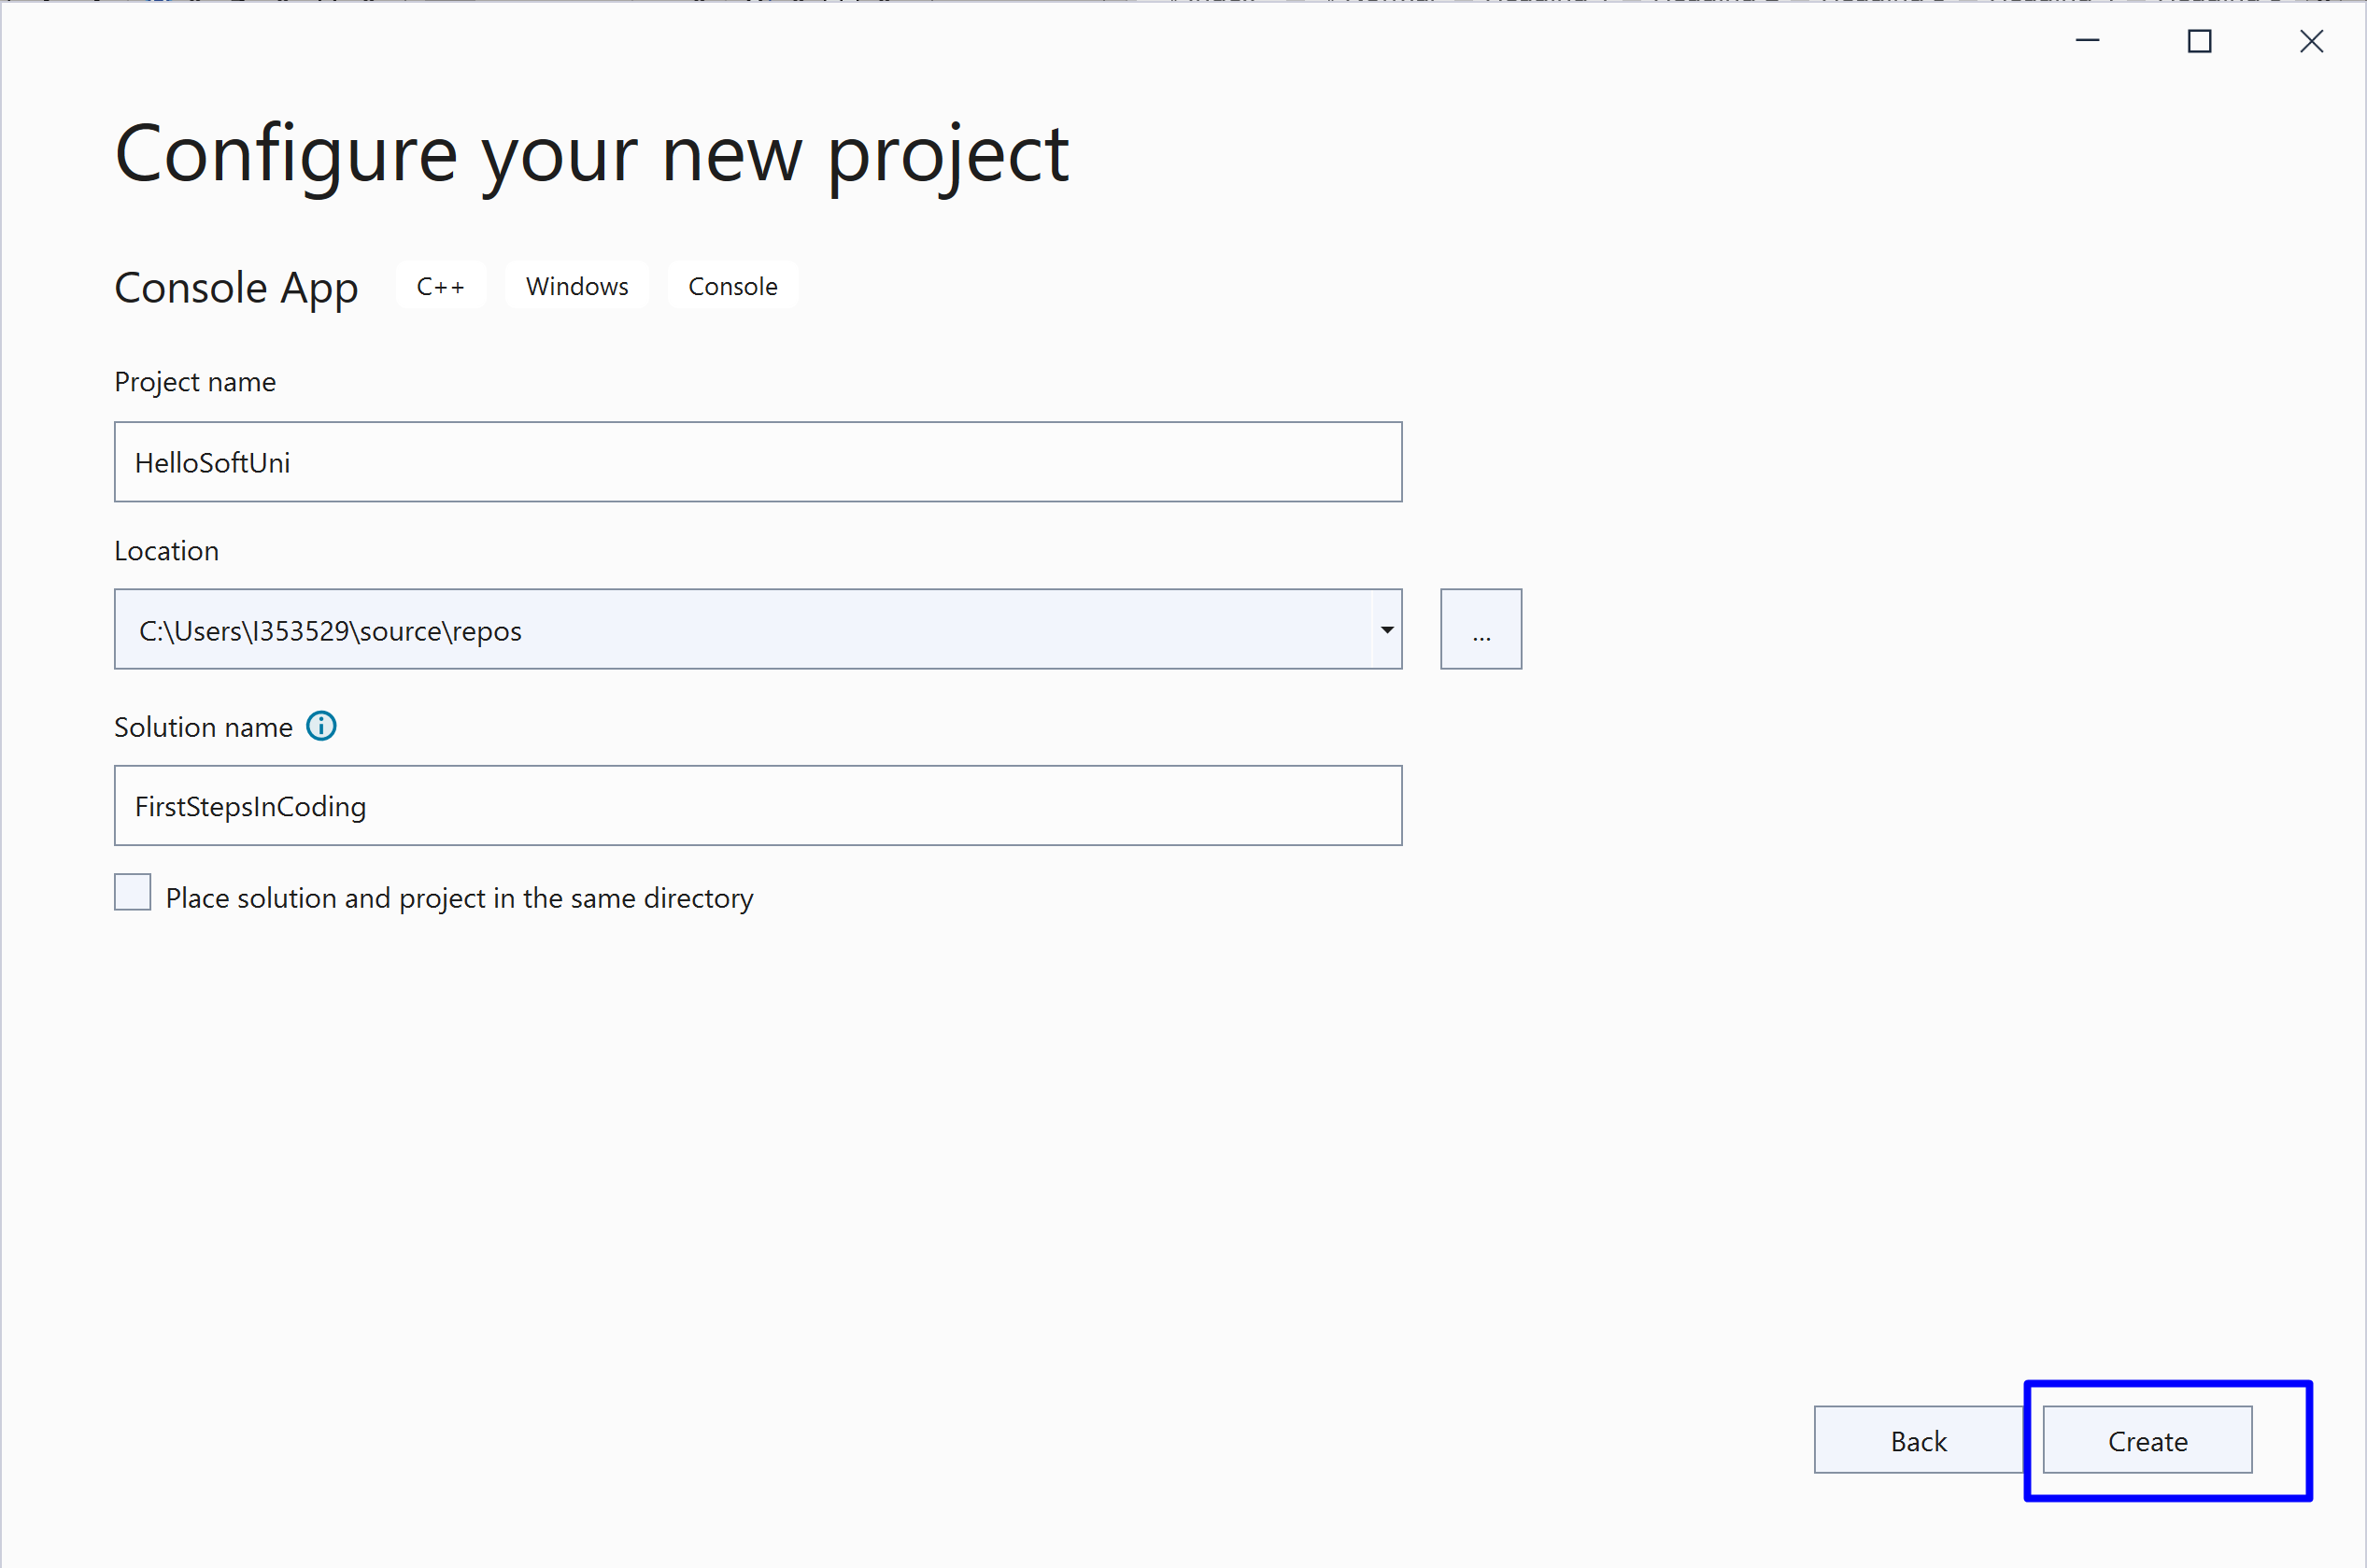 Configure your new project
Console App C++ Windows Console
Project name
HelloSoftUni
Location
C:\Users\I353529\source\repos
...
Solution name
FirstStepsInCoding
Place solution and project in the same directory
Back Create